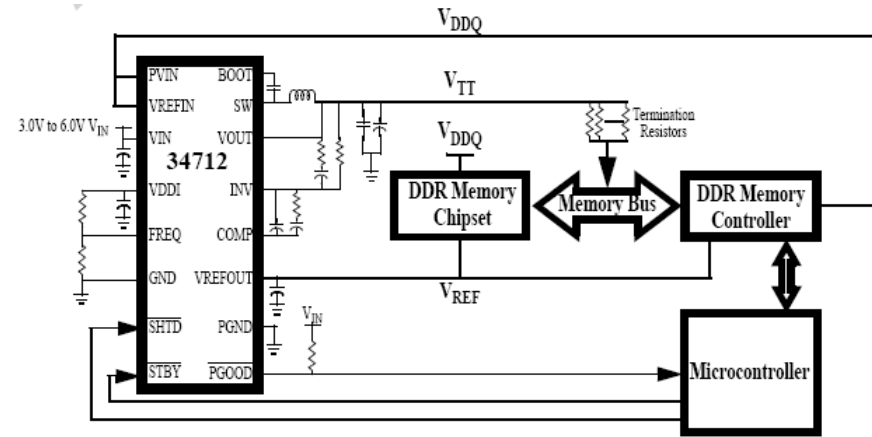 VDDQ
PVIN
BOOT
VREFIN
SW
VTT
Termination
Resistors
3.0V to 6.0V VIN
VIN
VOUT
VDDQ
34712
VDDI
INV
DDR Memory
Chipset
Memory Bus
DDR Memory
Controller
FREQ
COMP
GND
VREFOUT
VREF
VIN
SHTD
PGND
STBY
PGOOD
Microcontroller